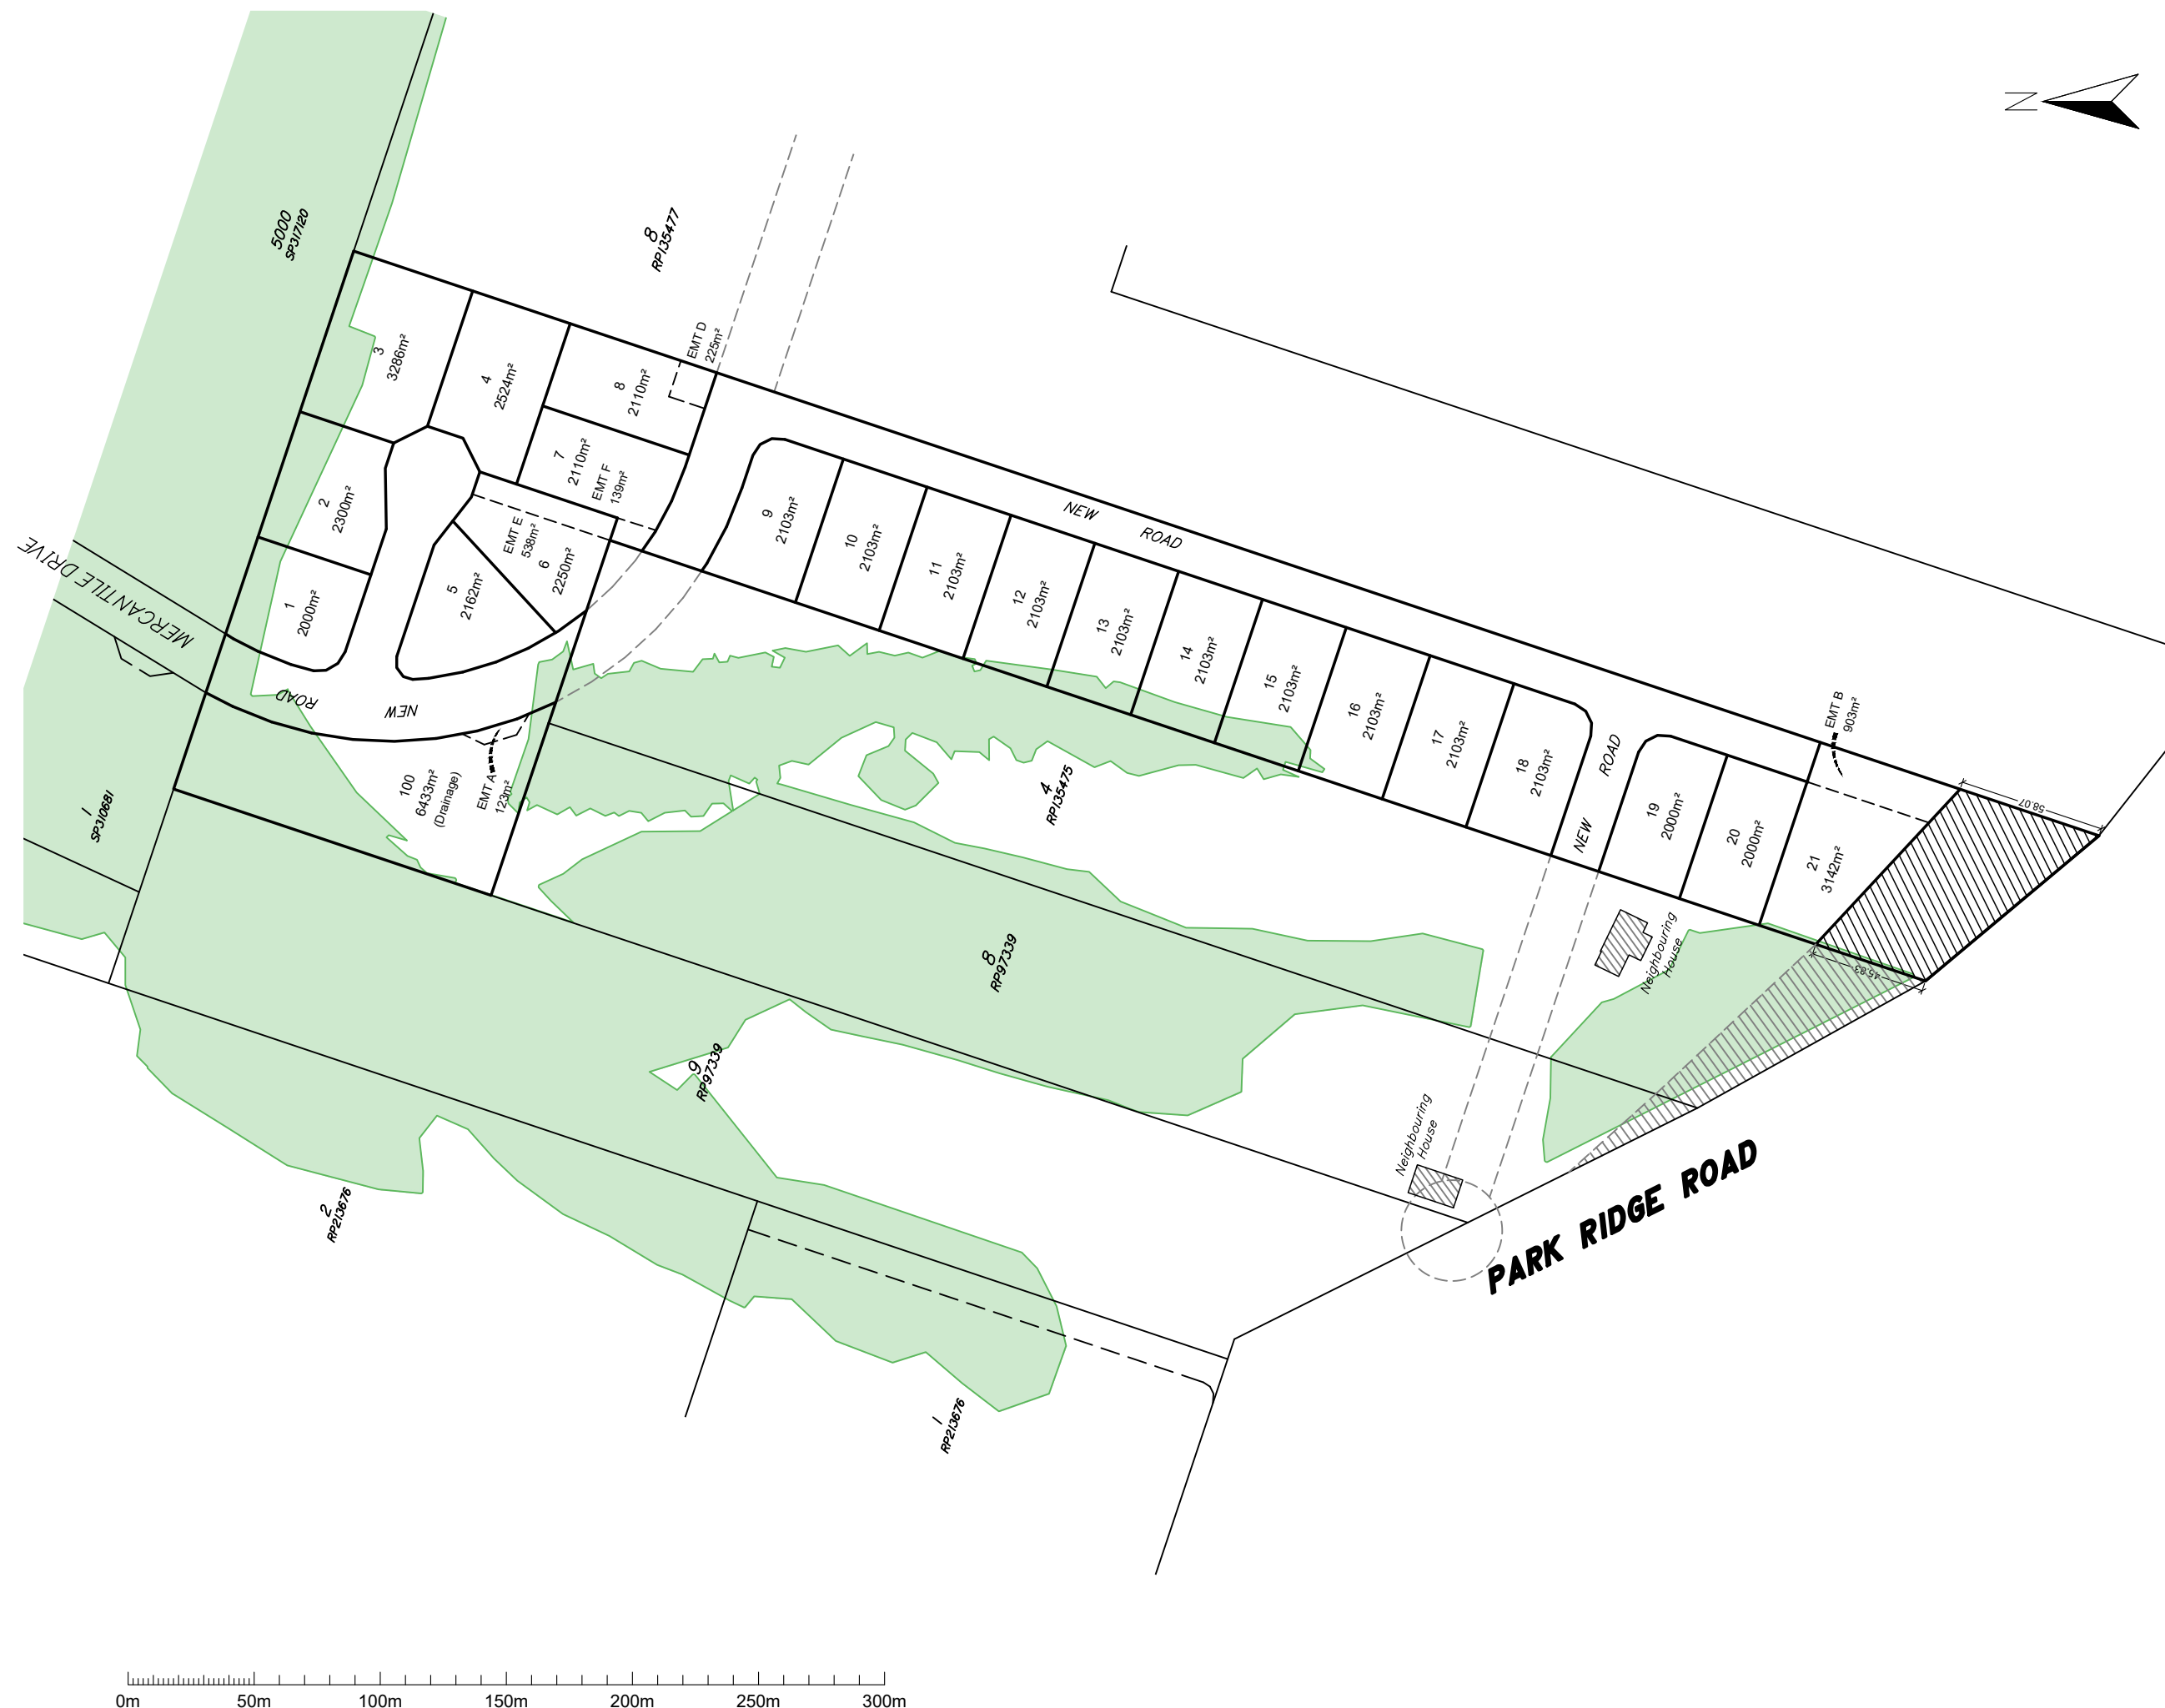 N
5000
SP317120
8
RP135477
EMT D
225m²
3
3286m²
4
2524m²
8
2110m²
7
2110m²
EMT F
139m²
2
2300m²
EMT E
538m²
6
2250m²
5
2162m²
1
2000m²
MERCANTILE DRIVE
NEW
ROAD
9
2103m²
10
2103m²
11
2103m²
12
2103m²
13
2103m²
14
2103m²
15
2103m²
16
2103m²
17
2103m²
18
2103m²
NEW
ROAD
NEW
ROAD
EMT B
903m²
19
2000m²
20
2000m²
21
3142m²
58.07
45.83
100
6433m²
(Drainage)
EMT A
123m²
1
SP310681
4
RP135475
8
RP97339
9
RP97339
Neighbouring
House
Neighbouring
House
PARK RIDGE ROAD
2
RP213676
1
RP213676
0m 50m 100m 150m 200m 250m 300m